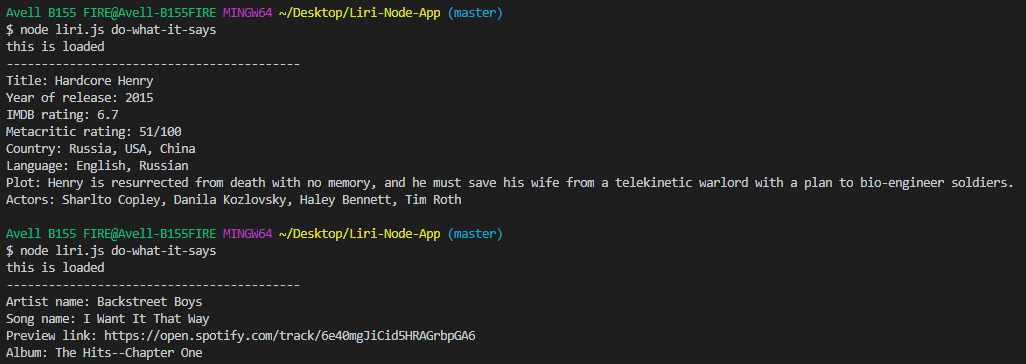 Avell B155 FIRE@Avell-B155FIRE MINGW64 ~/Desktop/Liri-Node-App (master)
$ node liri.js do-what-it-says
this is loaded
------------------------------------------
Title: Hardcore Henry
Year of release: 2015
IMDB rating: 6.7
Metacritic rating: 51/100
Country: Russia, USA, China
Language: English, Russian
Plot: Henry is resurrected from death with no memory, and he must save his wife from a telekinetic warlord with a plan to bio-engineer soldiers.
Actors: Sharlto Copley, Danila Kozlovsky, Haley Bennett, Tim Roth
Avell B155 FIRE@Avell-B155FIRE MINGW64 ~/Desktop/Liri-Node-App (master)
$ node liri.js do-what-it-says
this is loaded
------------------------------------------
Artist name: Backstreet Boys
Song name: I Want It That Way
Preview link: https://open.spotify.com/track/6e40mgJiCid5HRAGrbpGA6
Album: The Hits--Chapter One